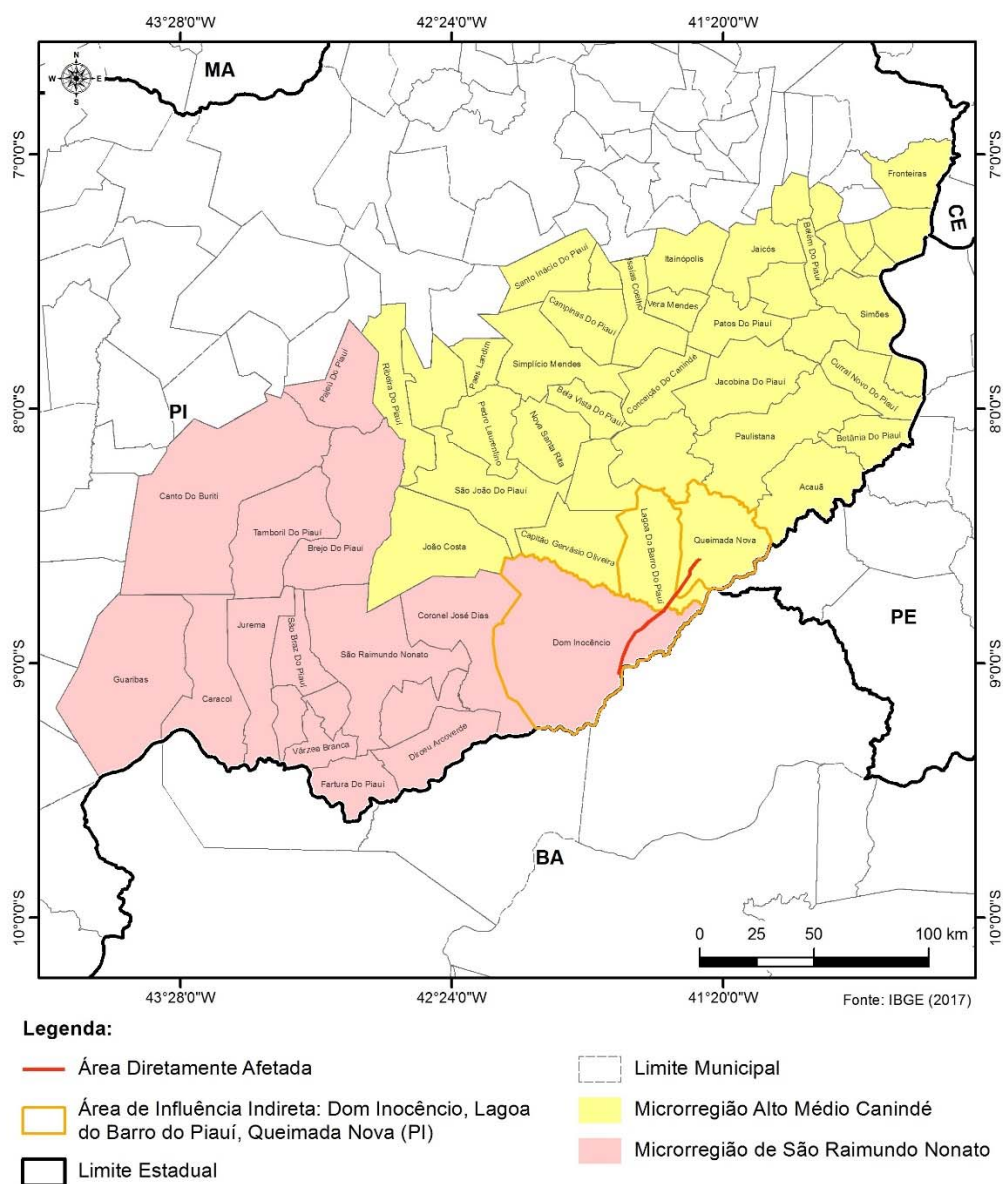 43°28'0"W
42°24'0"W
41°20'0"W
N
W
E
S
MA
7°0'0"S
7°0'0"S
Fronteiras
CE
Santo Inácio Do Piauí
Isaias Coelho
Itainópolis
Jaicós
Belém Do Piauí
Campinas Do Piauí
Vera Mendes
Simões
Patos Do Piauí
Pajeú Do Piauí
Ribeira Do Piauí
Paes Landim
Simplício Mendes
Conceição Do Canindé
Jacobina Do Piauí
Curral Novo Do Piauí
8°0'0"S
PI
8°0'0"S
Bela Vista Do Piauí
Pedro Laurentino
Nova Santa Rita
Paulistana
Betânia Do Piauí
Canto Do Buriti
São João Do Piauí
Acauã
Tamboril Do Piauí
Lagoa Do Barro Do Piauí
Queimada Nova
Brejo Do Piauí
João Costa
Capitão Gervásio Oliveira
Coronel José Dias
PE
Jurema
São Braz Do Piauí
Dom Inocêncio
São Raimundo Nonato
9°0'0"S
9°0'0"S
Guaribas
Caracol
Várzea Branca
Dirceu Arcoverde
Fartura Do Piauí
BA
10°0'0"S
10°0'0"S
0 25 50 100 km
43°28'0"W
42°24'0"W
41°20'0"W
Fonte: IBGE (2017)
Legenda:
Área Diretamente Afetada
Área de Influência Indireta: Dom Inocêncio, Lagoa
do Barro do Piauí, Queimada Nova (PI)
Limite Estadual
Limite Municipal
Microrregião Alto Médio Canindé
Microrregião de São Raimundo Nonato